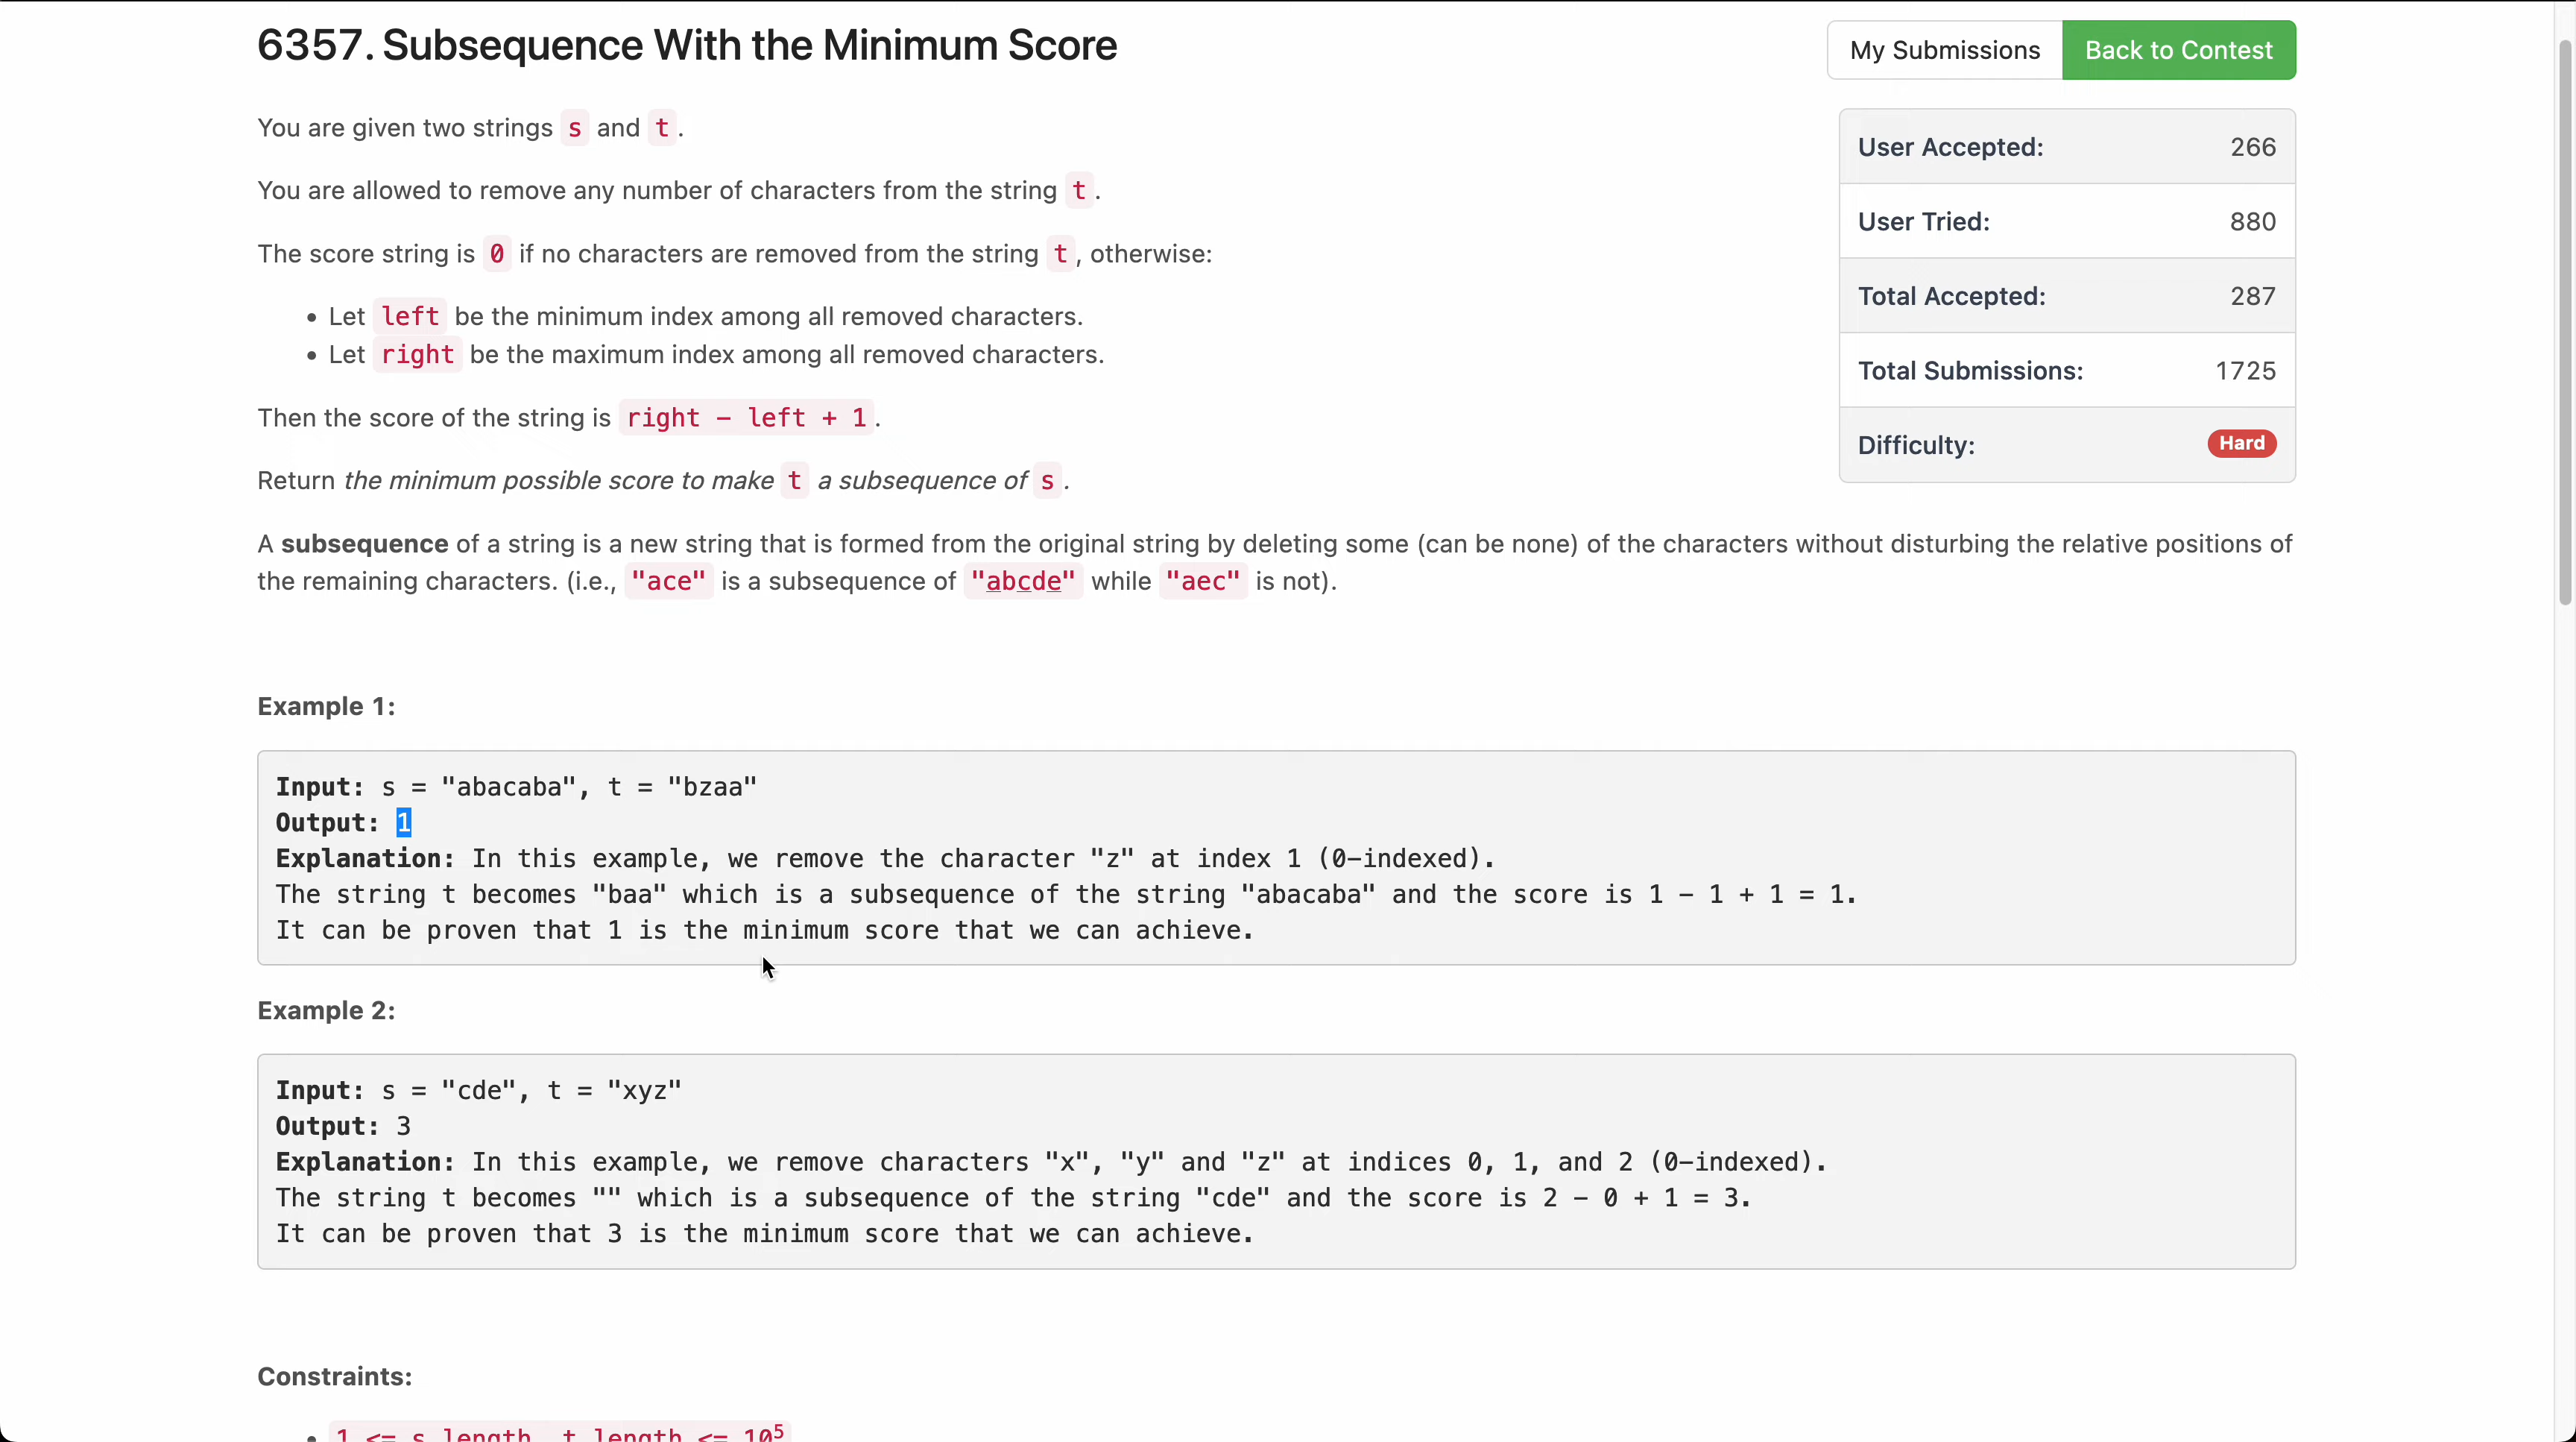 6357. Subsequence With the Minimum Score
My Submissions
Back to Contest
You are given two strings s and t.
You are allowed to remove any number of characters from the string t.
The score string is 0 if no characters are removed from the string t, otherwise:
• Let left be the minimum index among all removed characters.
• Let right be the maximum index among all removed characters.
Then the score of the string is right - left + 1.
Return the minimum possible score to make t a subsequence of s.
A subsequence of a string is a new string that is formed from the original string by deleting some (can be none) of the characters without disturbing the relative positions of
the remaining characters. (i.e., "ace" is a subsequence of "abcde" while "aec" is not).
User Accepted: 266
User Tried: 880
Total Accepted: 287
Total Submissions: 1725
Difficulty: Hard
Example 1:
Input: s = "abacaba", t = "bzaa"
Output: 1
Explanation: In this example, we remove the character "z" at index 1 (0-indexed).
The string t becomes "baa" which is a subsequence of the string "abacaba" and the score is 1 - 1 + 1 = 1.
It can be proven that 1 is the minimum score that we can achieve.
Example 2:
Input: s = "cde", t = "xyz"
Output: 3
Explanation: In this example, we remove characters "x", "y" and "z" at indices 0, 1, and 2 (0-indexed).
The string t becomes "" which is a subsequence of the string "cde" and the score is 2 - 0 + 1 = 3.
It can be proven that 3 is the minimum score that we can achieve.
Constraints:
• 1 <= s.length, t.length <= 10⁵